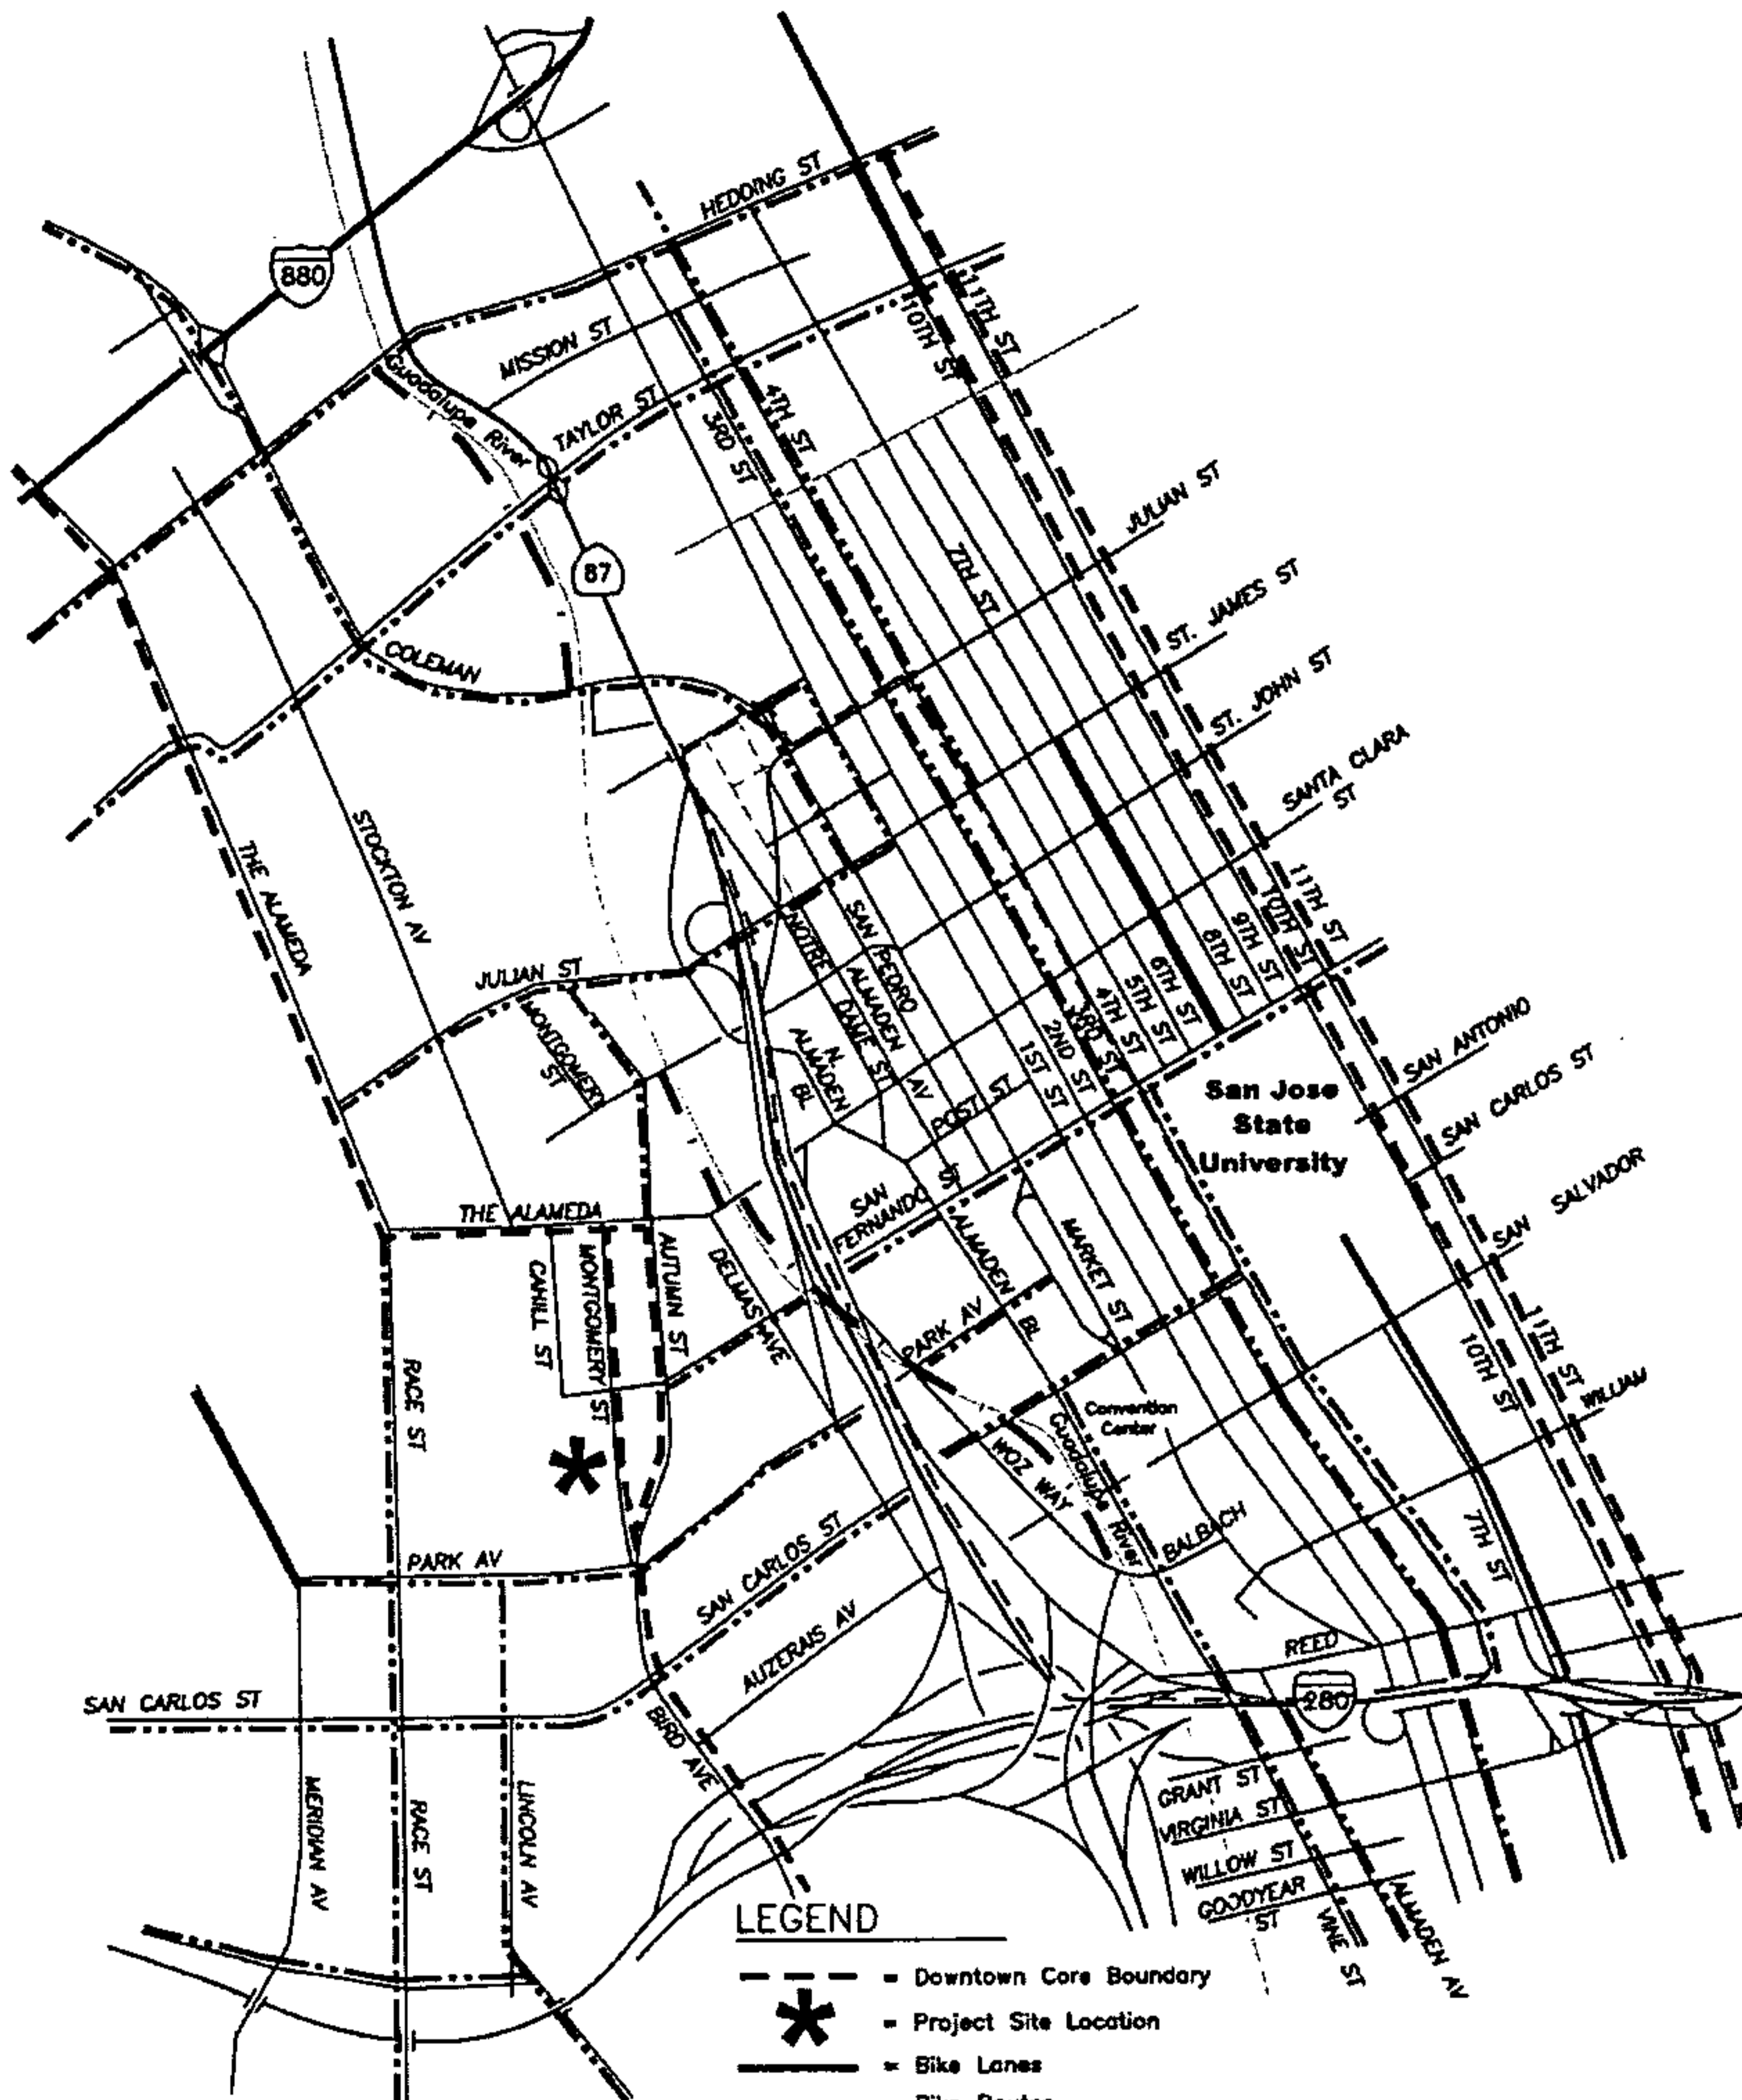 HEDDING ST
880
MISSION ST
Guadalupe River
TAYLOR ST
10TH ST
11TH ST
3RD ST
4TH ST
87
7TH ST
JULIAN ST
ST. JAMES ST
ST. JOHN ST
SANTA CLARA
ST
COLEMAN
THE ALAMEDA
STOCKTON AV
JULIAN ST
MONTGOMERY
ST
NOTRE
DAME ST
SAN
PEDRO
ALMADEN
AV
N.
ALMADEN
BL
POST ST
1ST ST
2ND ST
3RD ST
4TH ST
5TH ST
6TH ST
8TH ST
9TH ST
10TH ST
11TH ST
San Jose
State
University
SAN ANTONIO
SAN CARLOS ST
SAN SALVADOR
THE ALAMEDA
CAHILL ST
MONTGOMERY ST
AUTUMN ST
DELMAS AVE
SAN
FERNANDO ST
ALMADEN
BL
MARKET ST
PARK AV
Convention
Center
WOZ WAY
Guadalupe River
BALBACH
10TH ST
11TH ST
WILLIAM
7TH ST
RACE ST
PARK AV
SAN CARLOS ST
AUZERAIS AV
REED
280
SAN CARLOS ST
BIRD AVE
MERIDIAN AV
RACE ST
LINCOLN AV
GRANT ST
VIRGINIA ST
WILLOW ST
GOODYEAR
ST
VINE ST
ALMADEN AV
LEGEND
= Downtown Core Boundary
= Project Site Location
= Bike Lanes